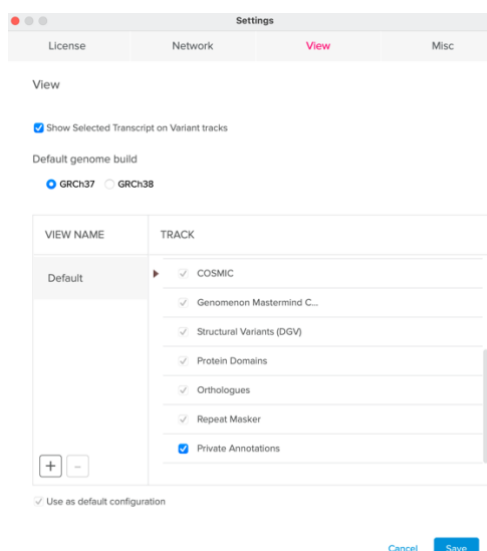 Settings
License Network View Misc
View
Show Selected Transcript on Variant tracks
Default genome build
GRCh37 GRCh38
VIEW NAME TRACK
Default
COSMIC
Genomenon Mastermind C...
Structural Variants (DGV)
Protein Domains
Orthologues
Repeat Masker
Private Annotations
+ -
Use as default configuration
Cancel Save